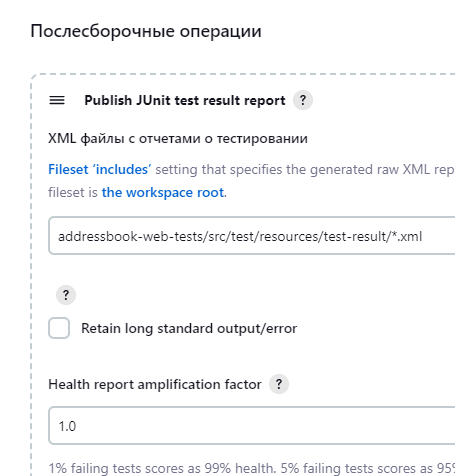 Послесборочные операции
Publish JUnit test result report ?
XML файлы с отчетами о тестировании
Fileset ‘includes’ setting that specifies the generated raw XML rep
fileset is the workspace root.
addressbook-web-tests/src/test/resources/test-result/*.xml
?
Retain long standard output/error
Health report amplification factor ?
1.0
1% failing tests scores as 99% health. 5% failing tests scores as 95%